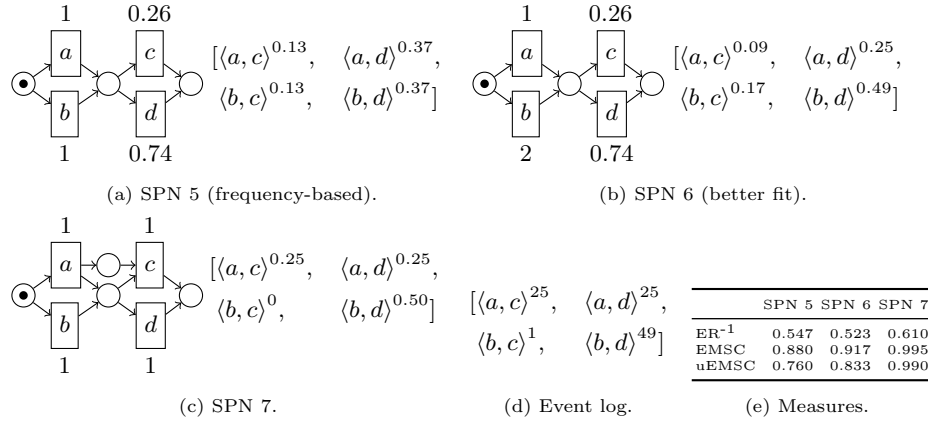 1 0.26
a c
b d
1 0.74
[⟨a, c⟩^0.13, ⟨a, d⟩^0.37,
⟨b, c⟩^0.13, ⟨b, d⟩^0.37]
(a) SPN 5 (frequency-based).
1 0.26
a c
b d
2 0.74
[⟨a, c⟩^0.09, ⟨a, d⟩^0.25,
⟨b, c⟩^0.17, ⟨b, d⟩^0.49]
(b) SPN 6 (better fit).
1 1
a c
b d
1 1
[⟨a, c⟩^0.25, ⟨a, d⟩^0.25,
⟨b, c⟩^0, ⟨b, d⟩^0.50]
(c) SPN 7.
[⟨a, c⟩^25, ⟨a, d⟩^25,
⟨b, c⟩^1, ⟨b, d⟩^49]
(d) Event log.
SPN 5 SPN 6 SPN 7
ER^-1 0.547 0.523 0.610
EMSC 0.880 0.917 0.995
uEMSC 0.760 0.833 0.990
(e) Measures.